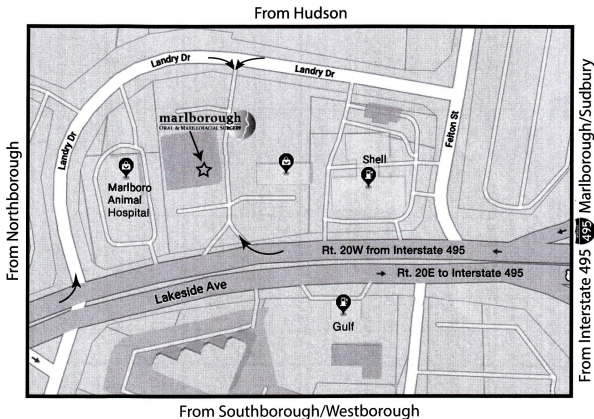 From Hudson
Landry Dr
Landry Dr
Landry Dr
marlborough
ORAL & MAXILLOFACIAL SURGERY
Felton St
Shell
Marlboro
Animal
Hospital
Rt. 20W from Interstate 495
Rt. 20E to Interstate 495
Lakeside Ave
Gulf
From Northborough
From Interstate 495 495 Marlborough/Sudbury
From Southborough/Westborough